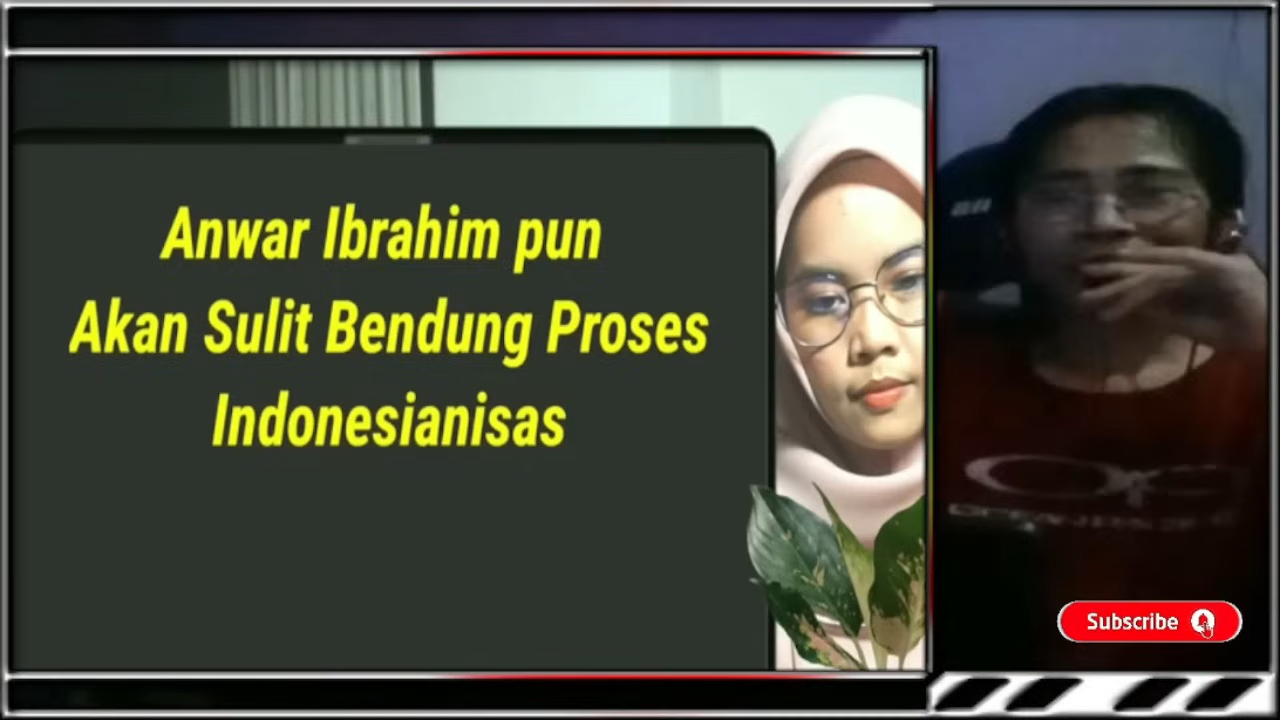 Anwar Ibrahim pun
Akan Sulit Bendung Proses
Indonesianisas
Subscribe